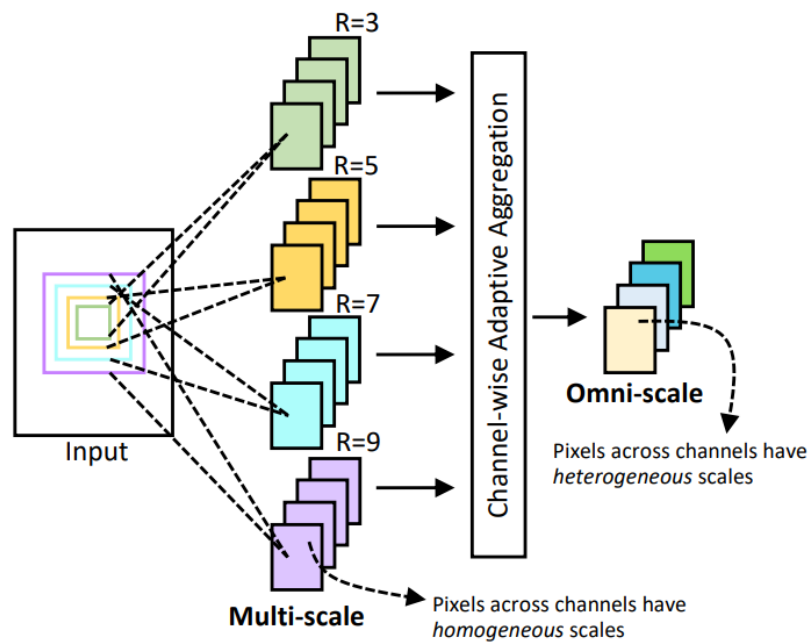 R=3
R=5
R=7
R=9
Input
Multi-scale
Channel-wise Adaptive Aggregation
Omni-scale
Pixels across channels have
heterogeneous scales
Pixels across channels have
homogeneous scales